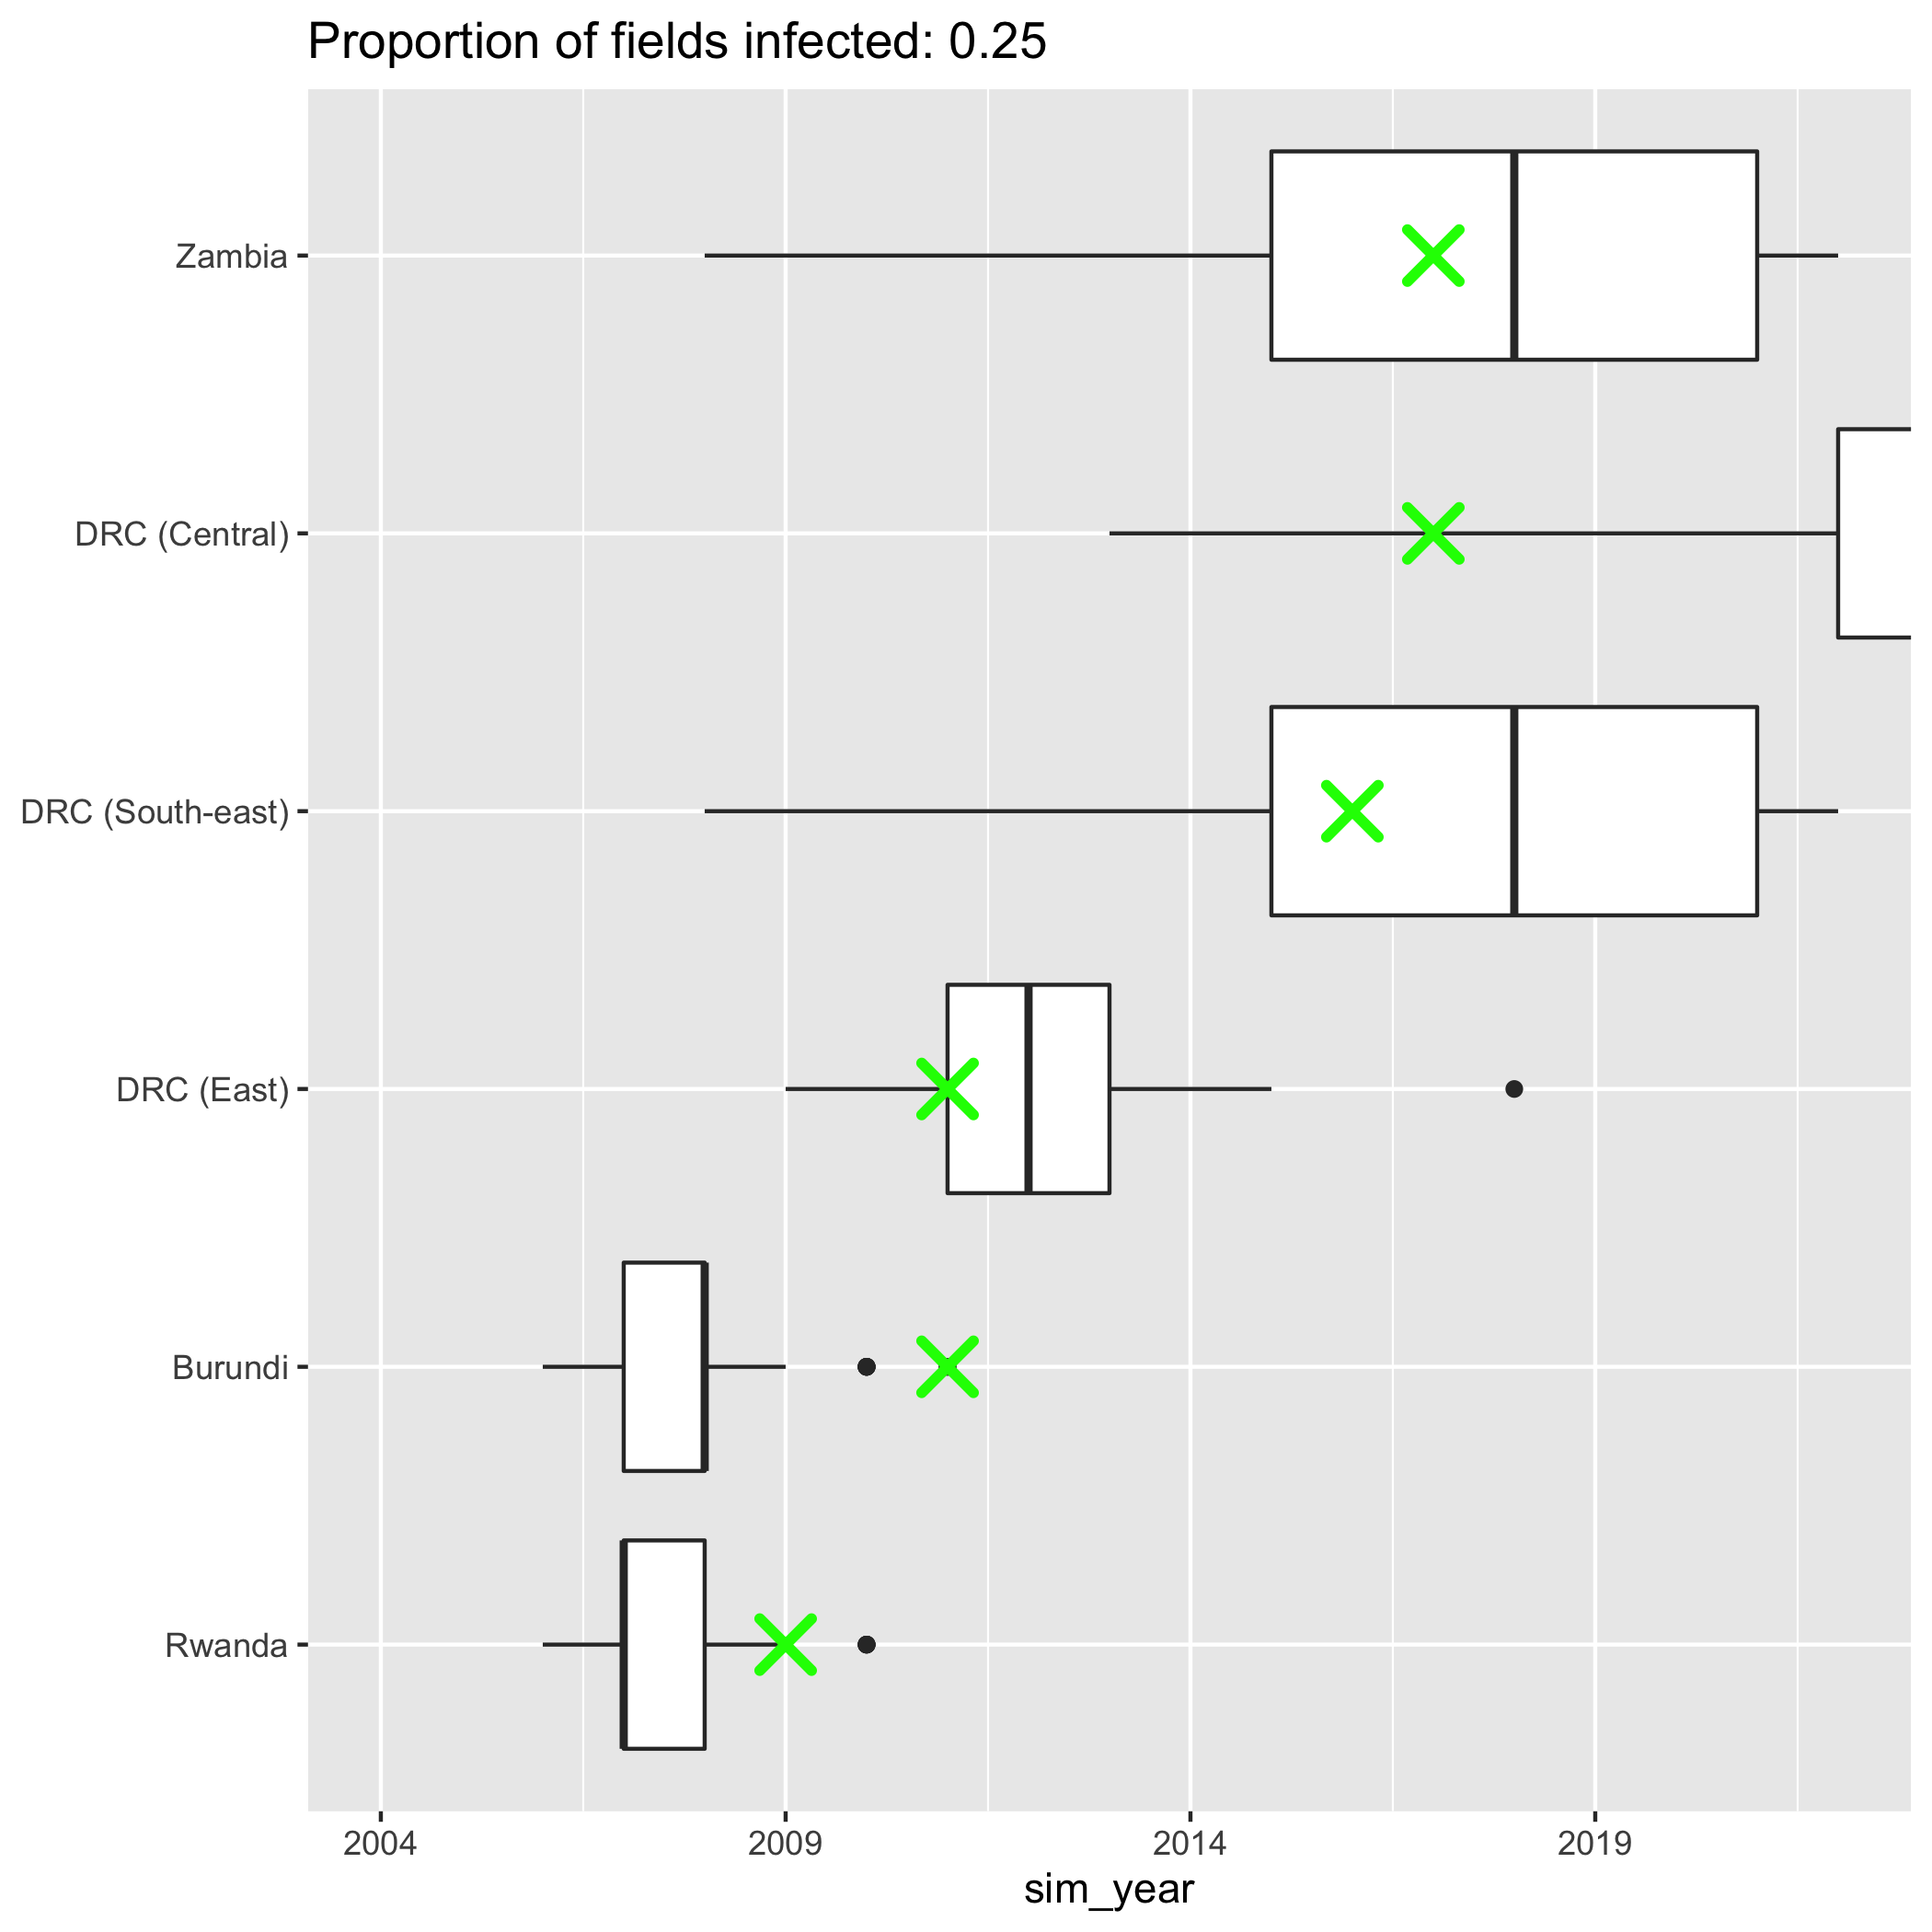 Proportion of fields infected: 0.25
Zambia
DRC (Central)
DRC (South-east)
DRC (East)
Burundi
Rwanda
2004 2009 2014 2019
sim_year